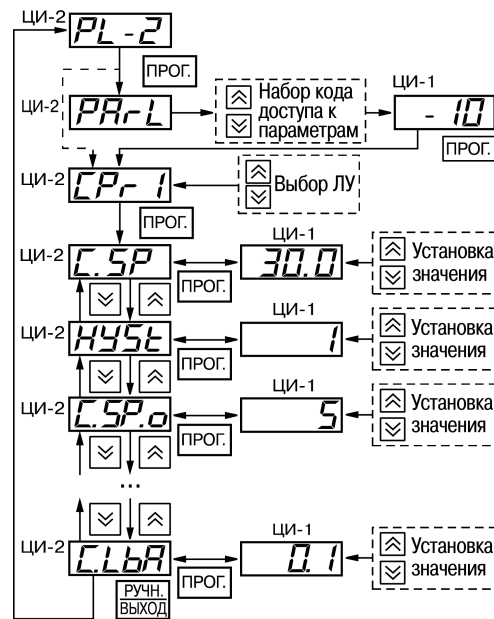 ЦИ-2 PL-2
ПРОГ.
ЦИ-2 PArL
Набор кода
доступа к
параметрам
ЦИ-1
- 10
ПРОГ.
ЦИ-2 CPr 1
Выбор ЛУ
ПРОГ.
ЦИ-2 C.SP
ПРОГ.
ЦИ-1
30.0
Установка
значения
ЦИ-2 HYSt
ПРОГ.
ЦИ-1
1
Установка
значения
ЦИ-2 C.SP.o
ПРОГ.
ЦИ-1
5
Установка
значения
...
ЦИ-2 C.LbA
ПРОГ.
ЦИ-1
0.1
Установка
значения
РУЧН.
ВЫХОД